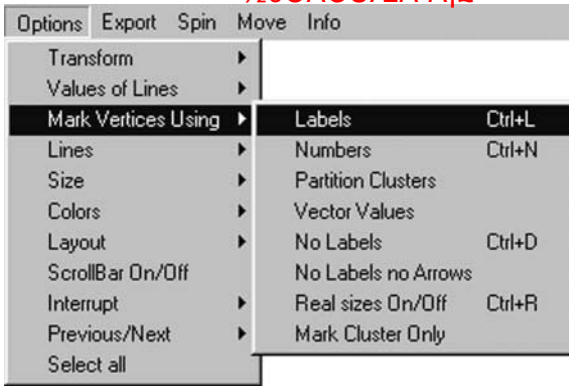 Options Export Spin Move Info
Transform
Values of Lines
Mark Vertices Using
Lines
Size
Colors
Layout
ScrollBar On/Off
Interrupt
Previous/Next
Select all
Labels Ctrl+L
Numbers Ctrl+N
Partition Clusters
Vector Values
No Labels Ctrl+D
No Labels no Arrows
Real sizes On/Off Ctrl+R
Mark Cluster Only